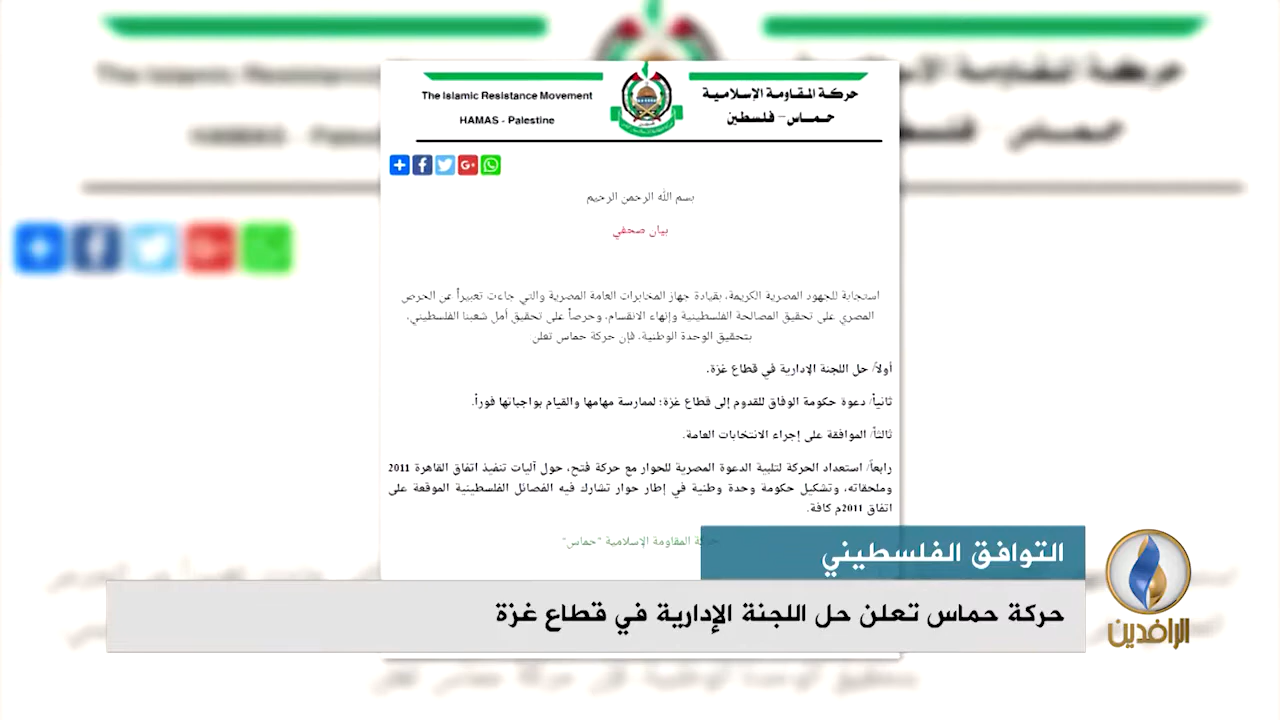 The Islamic Resistance Movement
HAMAS - Palestine
حركة المقاومة الإسلامية
حمــاس - فلسطين
بسم الله الرحمن الرحيم
بيان صحفي
استجابة للجهود المصرية الكريمة، بقيادة جهاز المخابرات العامة المصرية والتي جاءت تعبيراً عن الحرص
المصري على تحقيق المصالحة الفلسطينية وإنهاء الانقسام، وحرصاً على تحقيق أمل شعبنا الفلسطيني،
بتحقيق الوحدة الوطنية، فإن حركة حماس تعلن
أولاً/ حل اللجنة الإدارية في قطاع غزة.
ثانياً/ دعوة حكومة الوفاق للقدوم إلى قطاع غزة؛ لممارسة مهامها والقيام بواجباتها فوراً.
ثالثاً/ الموافقة على إجراء الانتخابات العامة.
رابعاً/ استعداد الحركة لتلبية الدعوة المصرية للحوار مع حركة فتح، حول آليات تنفيذ اتفاق القاهرة 2011
وملحقاته، وتشكيل حكومة وحدة وطنية في إطار حوار تشارك فيه الفصائل الفلسطينية الموقعة على
اتفاق 2011م كافة.
حركة المقاومة الإسلامية "حماس"
التوافق الفلسطيني
حركة حماس تعلن حل اللجنة الإدارية في قطاع غزة
الرافدين